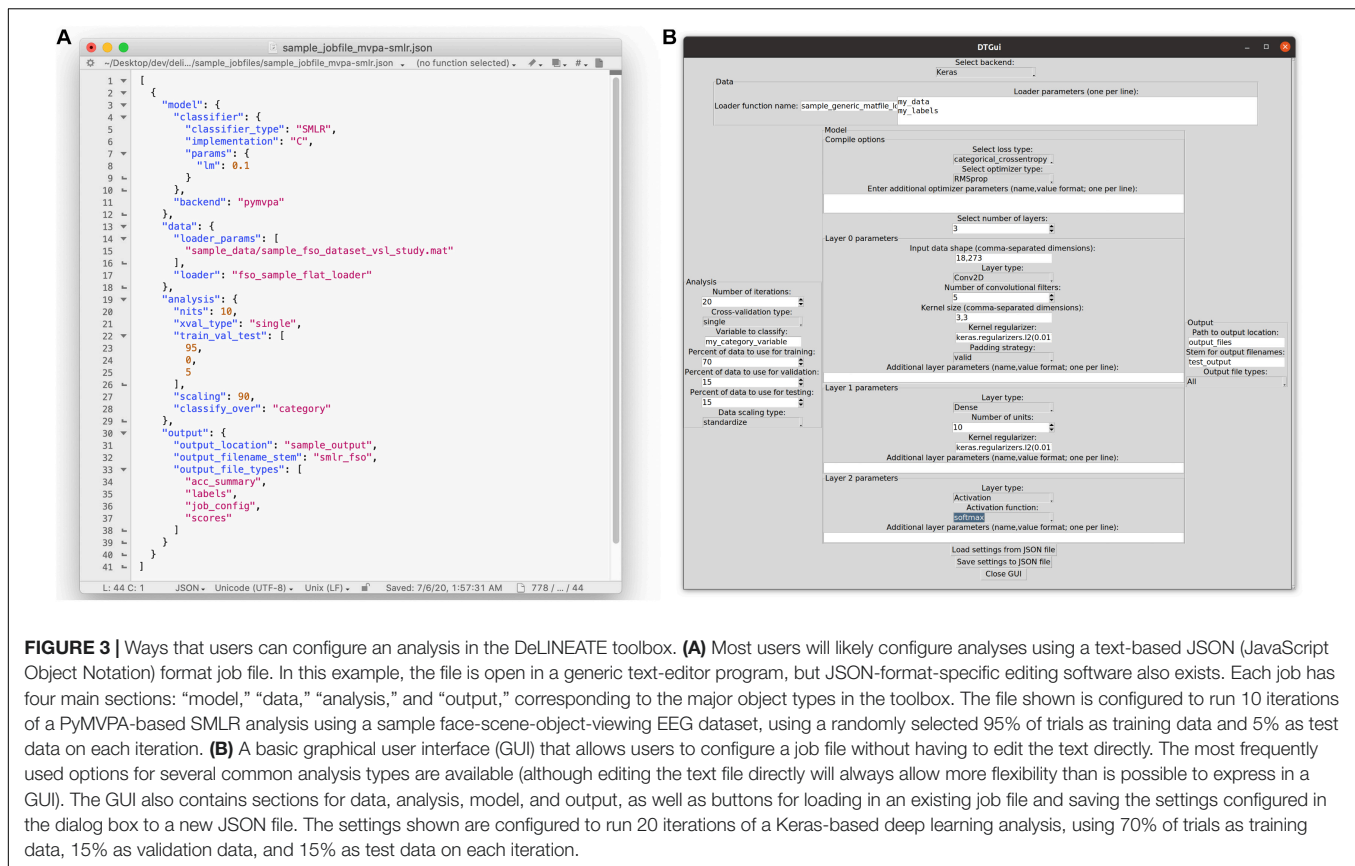 A
sample_jobfile_mvpa-smlr.json
~/Desktop/dev/deli.../sample_jobfiles/sample_jobfile_mvpa-smlr.json (no function selected) #
1 [
2 {
3 "model": {
4 "classifier": {
5 "classifier_type": "SMLR",
6 "implementation": "C",
7 "params": {
8 "lm": 0.1
9 }
10 },
11 "backend": "pymvpa"
12 },
13 "data": {
14 "loader_params": [
15 "sample_data/sample_fso_dataset_vsl_study.mat"
16 ],
17 "loader": "fso_sample_flat_loader"
18 },
19 "analysis": {
20 "nits": 10,
21 "xval_type": "single",
22 "train_val_test": [
23 95,
24 0,
25 5
26 ],
27 "scaling": 90,
28 "classify_over": "category"
29 },
30 "output": {
31 "output_location": "sample_output",
32 "output_filename_stem": "smlr_fso",
33 "output_file_types": [
34 "acc_summary",
35 "labels",
36 "job_config",
37 "scores"
38 ]
39 }
40 }
41 ]
L: 44 C: 1 JSON Unicode (UTF-8) Unix (LF) Saved: 7/6/20, 1:57:31 AM 778 / ... / 44
B
DTGui
Select backend:
Keras
Data
Loader parameters (one per line):
Loader function name: sample_generic_matfile_lo
my_data
my_labels
Model
Compile options
Select loss type:
categorical_crossentropy
Select optimizer type:
RMSprop
Enter additional optimizer parameters (name,value format; one per line):
Select number of layers:
3
Layer 0 parameters
Input data shape (comma-separated dimensions):
18,273
Layer type:
Conv2D
Number of convolutional filters:
5
Kernel size (comma-separated dimensions):
3,3
Kernel regularizer:
keras.regularizers.l2(0.01
Padding strategy:
valid
Additional layer parameters (name,value format; one per line):
Layer 1 parameters
Layer type:
Dense
Number of units:
10
Kernel regularizer:
keras.regularizers.l2(0.01
Additional layer parameters (name,value format; one per line):
Layer 2 parameters
Layer type:
Activation
Activation function:
softmax
Additional layer parameters (name,value format; one per line):
Load settings from JSON file
Save settings to JSON file
Close GUI
Analysis
Number of iterations:
20
Cross-validation type:
single
Variable to classify:
my_category_variable
Percent of data to use for training:
70
Percent of data to use for validation:
15
Percent of data to use for testing:
15
Data scaling type:
standardize
Output
Path to output location:
output_files
Stem for output filenames:
test_output
Output file types:
All
FIGURE 3 | Ways that users can configure an analysis in the DeLINEATE toolbox. (A) Most users will likely configure analyses using a text-based JSON (JavaScript
Object Notation) format job file. In this example, the file is open in a generic text-editor program, but JSON-format-specific editing software also exists. Each job has
four main sections: “model,” “data,” “analysis,” and “output,” corresponding to the major object types in the toolbox. The file shown is configured to run 10 iterations
of a PyMVPA-based SMLR analysis using a sample face-scene-object-viewing EEG dataset, using a randomly selected 95% of trials as training data and 5% as test
data on each iteration. (B) A basic graphical user interface (GUI) that allows users to configure a job file without having to edit the text directly. The most frequently
used options for several common analysis types are available (although editing the text file directly will always allow more flexibility than is possible to express in a
GUI). The GUI also contains sections for data, analysis, model, and output, as well as buttons for loading in an existing job file and saving the settings configured in
the dialog box to a new JSON file. The settings shown are configured to run 20 iterations of a Keras-based deep learning analysis, using 70% of trials as training
data, 15% as validation data, and 15% as test data on each iteration.